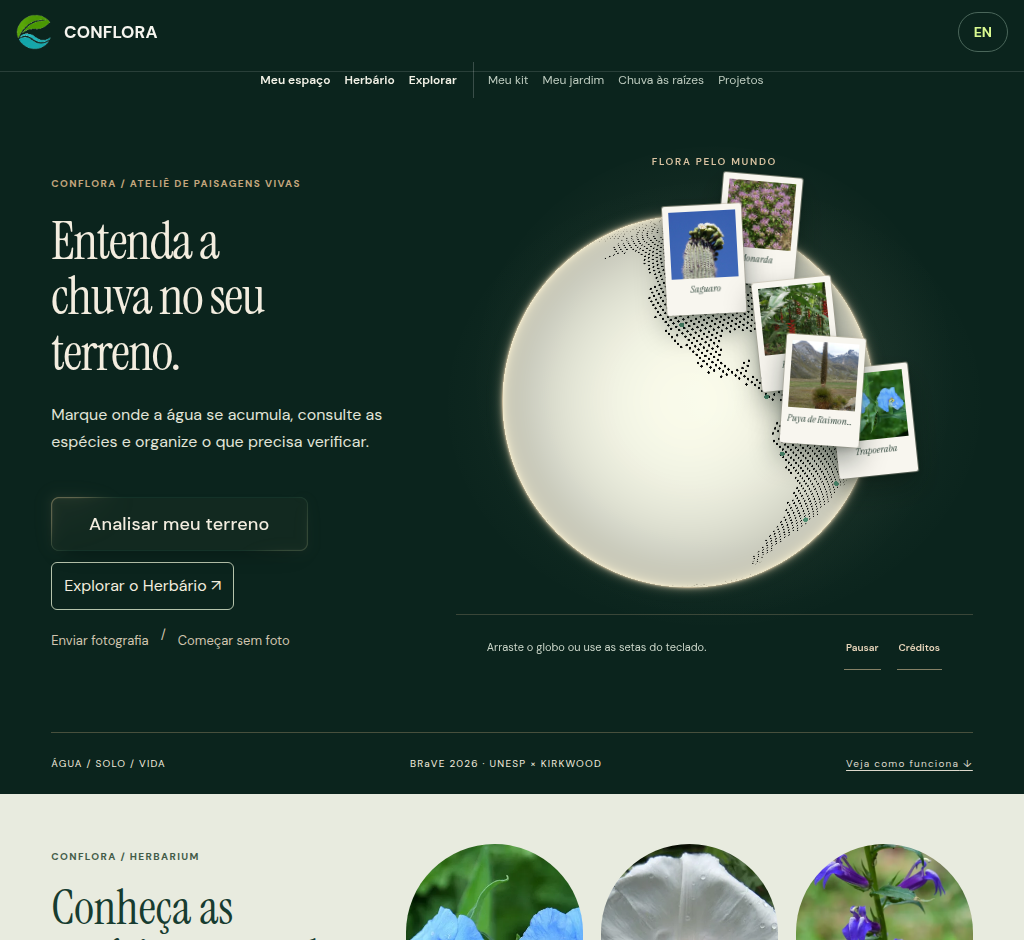 CONFLORA
EN
Meu espaço Herbário Explorar Meu kit Meu jardim Chuva às raízes Projetos
CONFLORA / ATELIÊ DE PAISAGENS VIVAS
Entenda a
chuva no seu
terreno.
Marque onde a água se acumula, consulte as
espécies e organize o que precisa verificar.
Analisar meu terreno
Explorar o Herbário ↗
Enviar fotografia / Começar sem foto
FLORA PELO MUNDO
Saguaro
Puya de Raimon...
Trapoeraba
Arraste o globo ou use as setas do teclado.
Pausar Créditos
ÁGUA / SOLO / VIDA
BRaVE 2026 · UNESP × KIRKWOOD
Veja como funciona ↓
CONFLORA / HERBARIUM
Conheça as